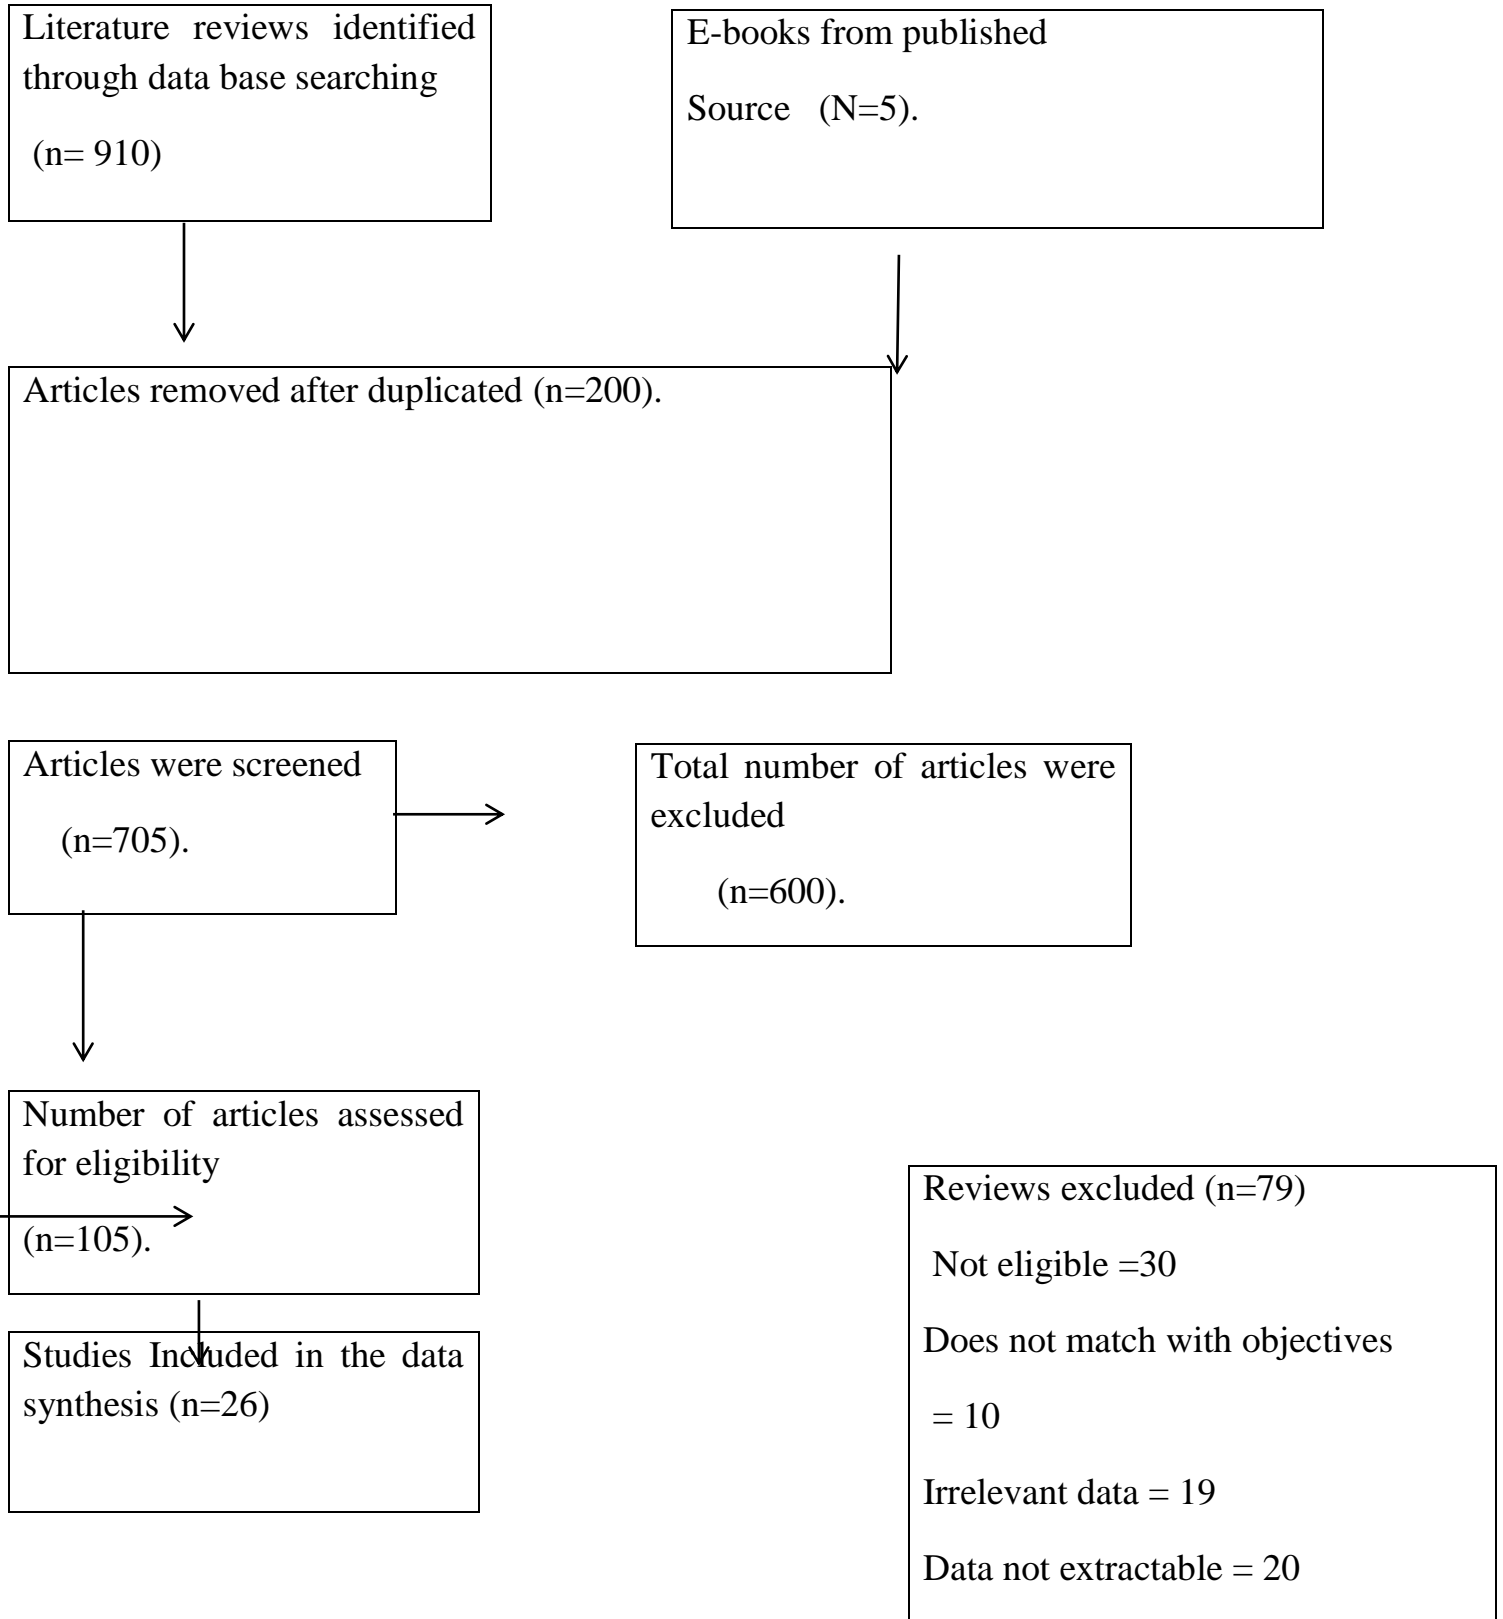 Literature reviews identified
through data base searching
(n= 910)
E-books from published
Source (N=5).
Articles removed after duplicated (n=200).
Articles were screened
(n=705).
Total number of articles were
excluded
(n=600).
Number of articles assessed
for eligibility
(n=105).
Studies Included in the data
synthesis (n=26)
Reviews excluded (n=79)
Not eligible =30
Does not match with objectives
= 10
Irrelevant data = 19
Data not extractable = 20